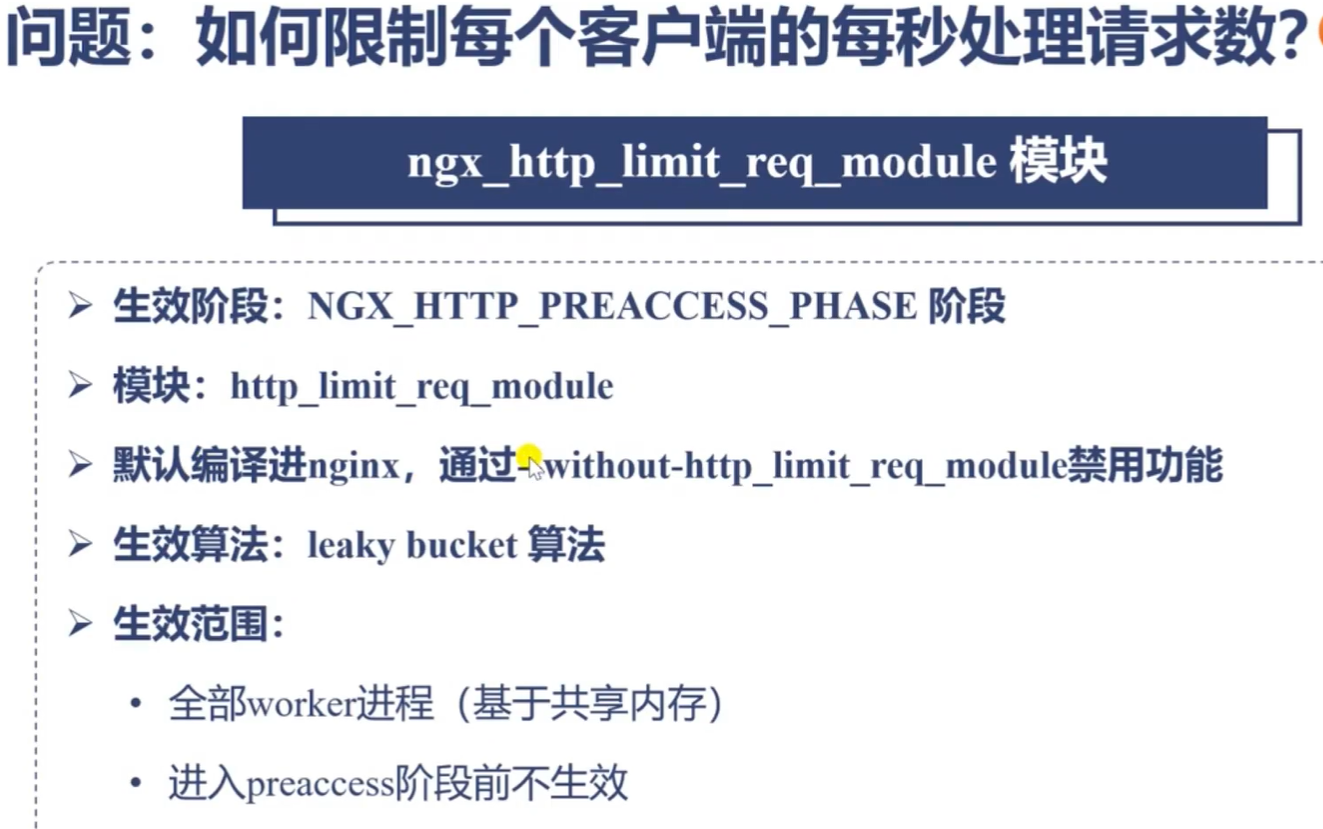 问题：如何限制每个客户端的每秒处理请求数?
ngx_http_limit_req_module 模块
生效阶段：NGX_HTTP_PREACCESS_PHASE 阶段
模块：http_limit_req_module
默认编译进nginx，通过--without-http_limit_req_module禁用功能
生效算法：leaky bucket 算法
生效范围：
全部worker进程（基于共享内存）
进入preaccess阶段前不生效